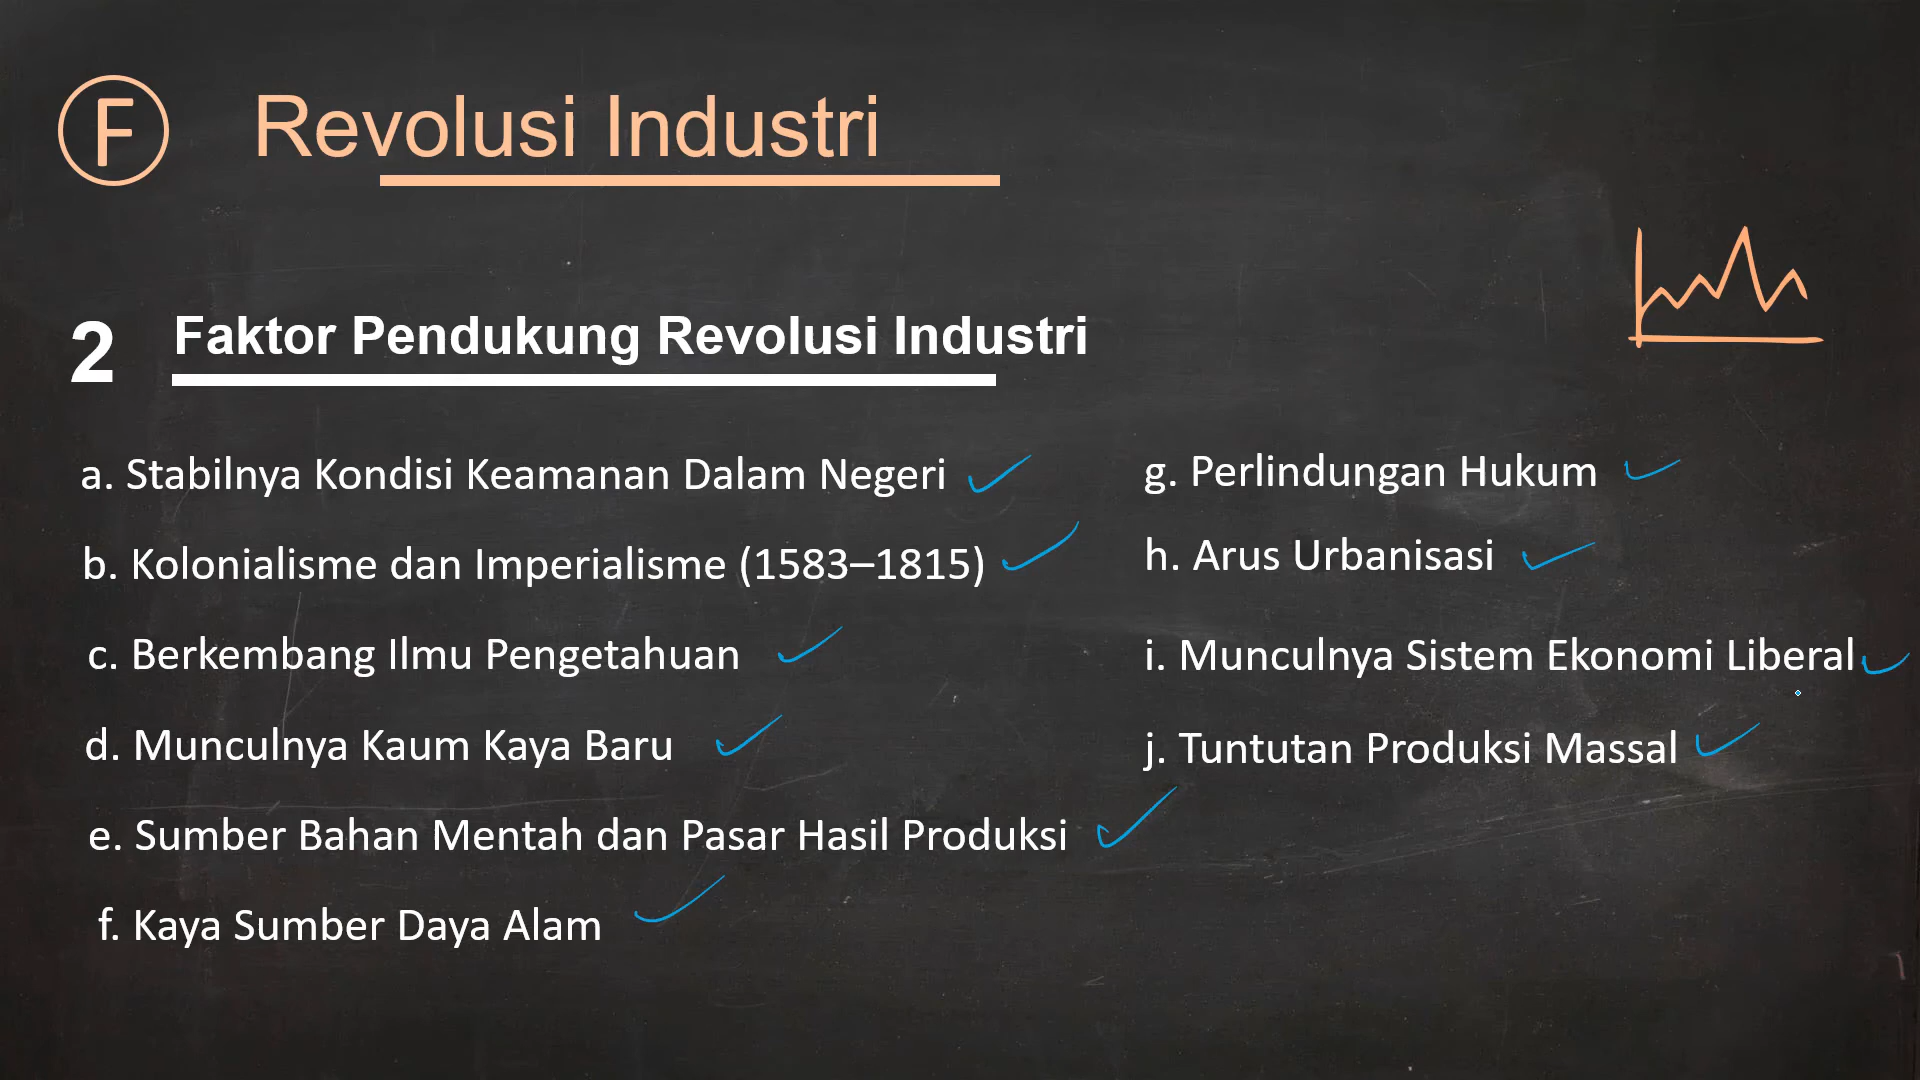 F
Revolusi Industri
2
Faktor Pendukung Revolusi Industri
a. Stabilnya Kondisi Keamanan Dalam Negeri
b. Kolonialisme dan Imperialisme (1583–1815)
c. Berkembang Ilmu Pengetahuan
d. Munculnya Kaum Kaya Baru
e. Sumber Bahan Mentah dan Pasar Hasil Produksi
f. Kaya Sumber Daya Alam
g. Perlindungan Hukum
h. Arus Urbanisasi
i. Munculnya Sistem Ekonomi Liberal
j. Tuntutan Produksi Massal